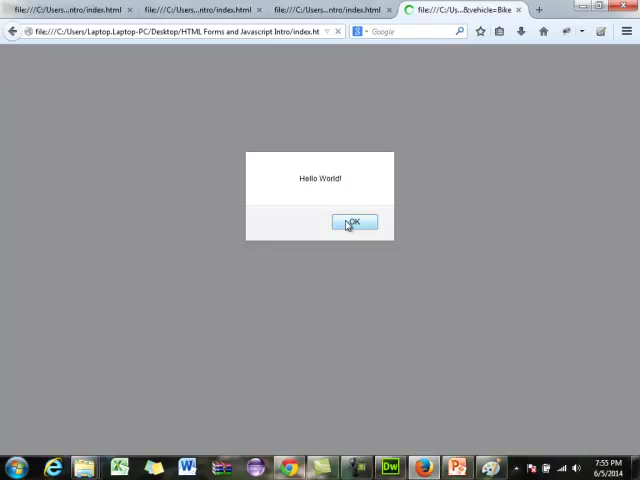 file:///C:/Users...ntro/index.html
file:///C:/Users...ntro/index.html
file:///C:/Users...ntro/index.html
file:///C:/Us...&vehicle=Bike
file:///C:/Users/Laptop.Laptop-PC/Desktop/HTML Forms and Javascript Intro/index.ht
Google
Hello World!
OK
Dw
7:55 PM
6/5/2014